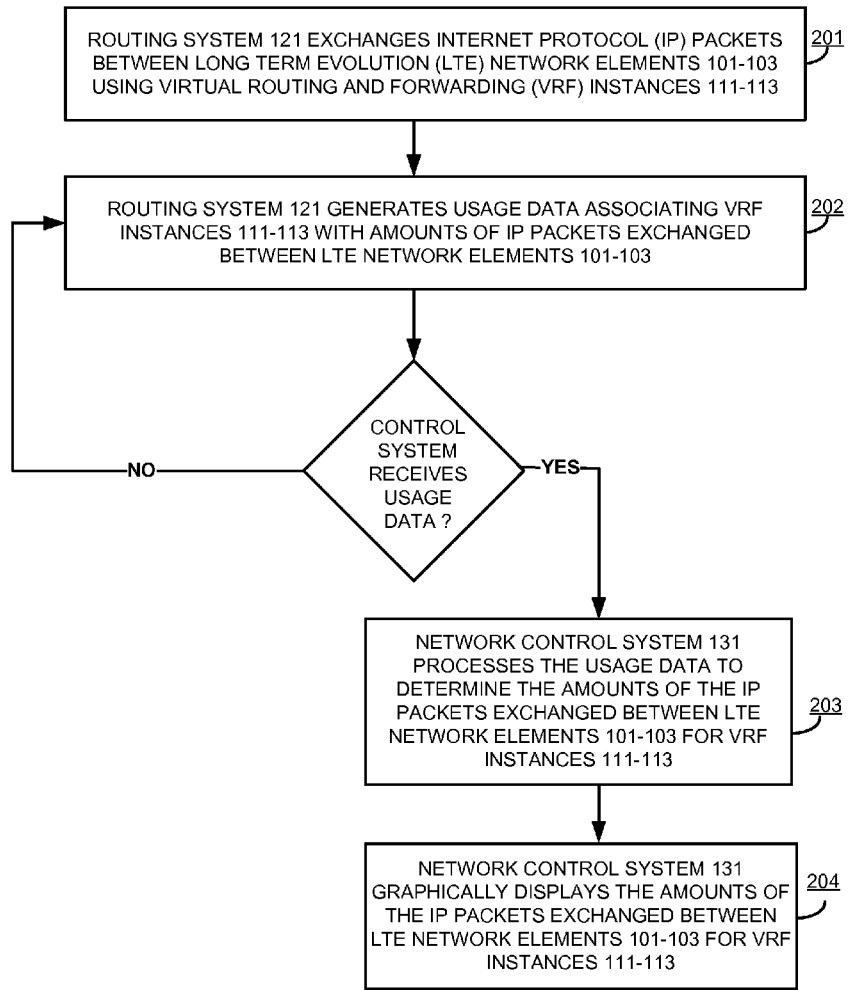 ROUTING SYSTEM 121 EXCHANGES INTERNET PROTOCOL (IP) PACKETS
BETWEEN LONG TERM EVOLUTION (LTE) NETWORK ELEMENTS 101-103
USING VIRTUAL ROUTING AND FORWARDING (VRF) INSTANCES 111-113
201
ROUTING SYSTEM 121 GENERATES USAGE DATA ASSOCIATING VRF
INSTANCES 111-113 WITH AMOUNTS OF IP PACKETS EXCHANGED
BETWEEN LTE NETWORK ELEMENTS 101-103
202
CONTROL
SYSTEM
RECEIVES
USAGE
DATA ?
NO
YES
NETWORK CONTROL SYSTEM 131
PROCESSES THE USAGE DATA TO
DETERMINE THE AMOUNTS OF THE IP
PACKETS EXCHANGED BETWEEN LTE
NETWORK ELEMENTS 101-103 FOR VRF
INSTANCES 111-113
203
NETWORK CONTROL SYSTEM 131
GRAPHICALLY DISPLAYS THE AMOUNTS OF
THE IP PACKETS EXCHANGED BETWEEN
LTE NETWORK ELEMENTS 101-103 FOR VRF
INSTANCES 111-113
204